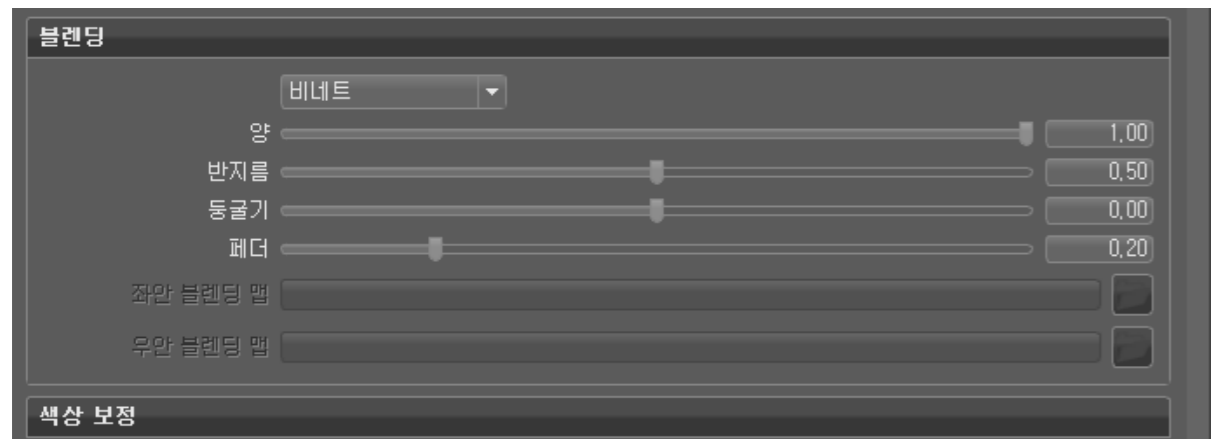 블렌딩
비네트
양 1.00
반지름 0.50
둥굴기 0.00
페더 0.20
좌안 블렌딩 맵
우안 블렌딩 맵
색상 보정